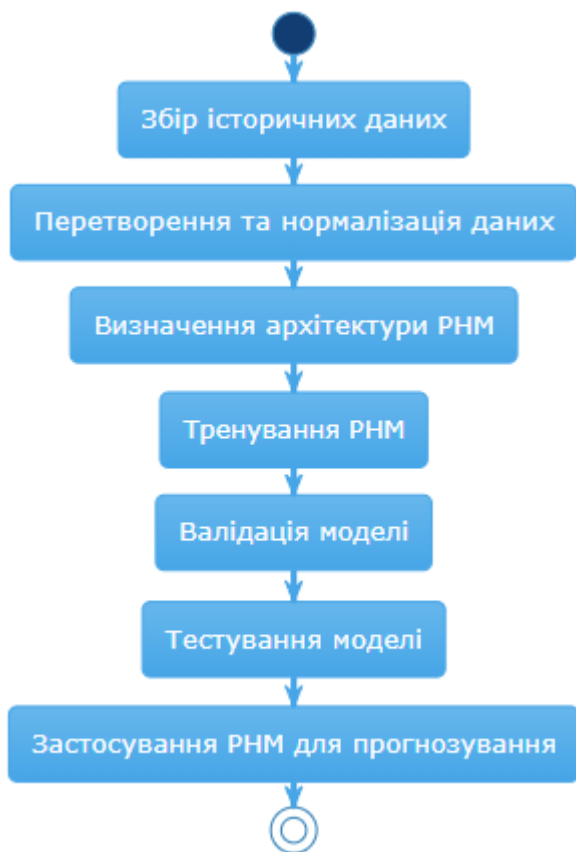 Збір історичних даних
Перетворення та нормалізація даних
Визначення архітектури РНМ
Тренування РНМ
Валідація моделі
Тестування моделі
Застосування РНМ для прогнозування